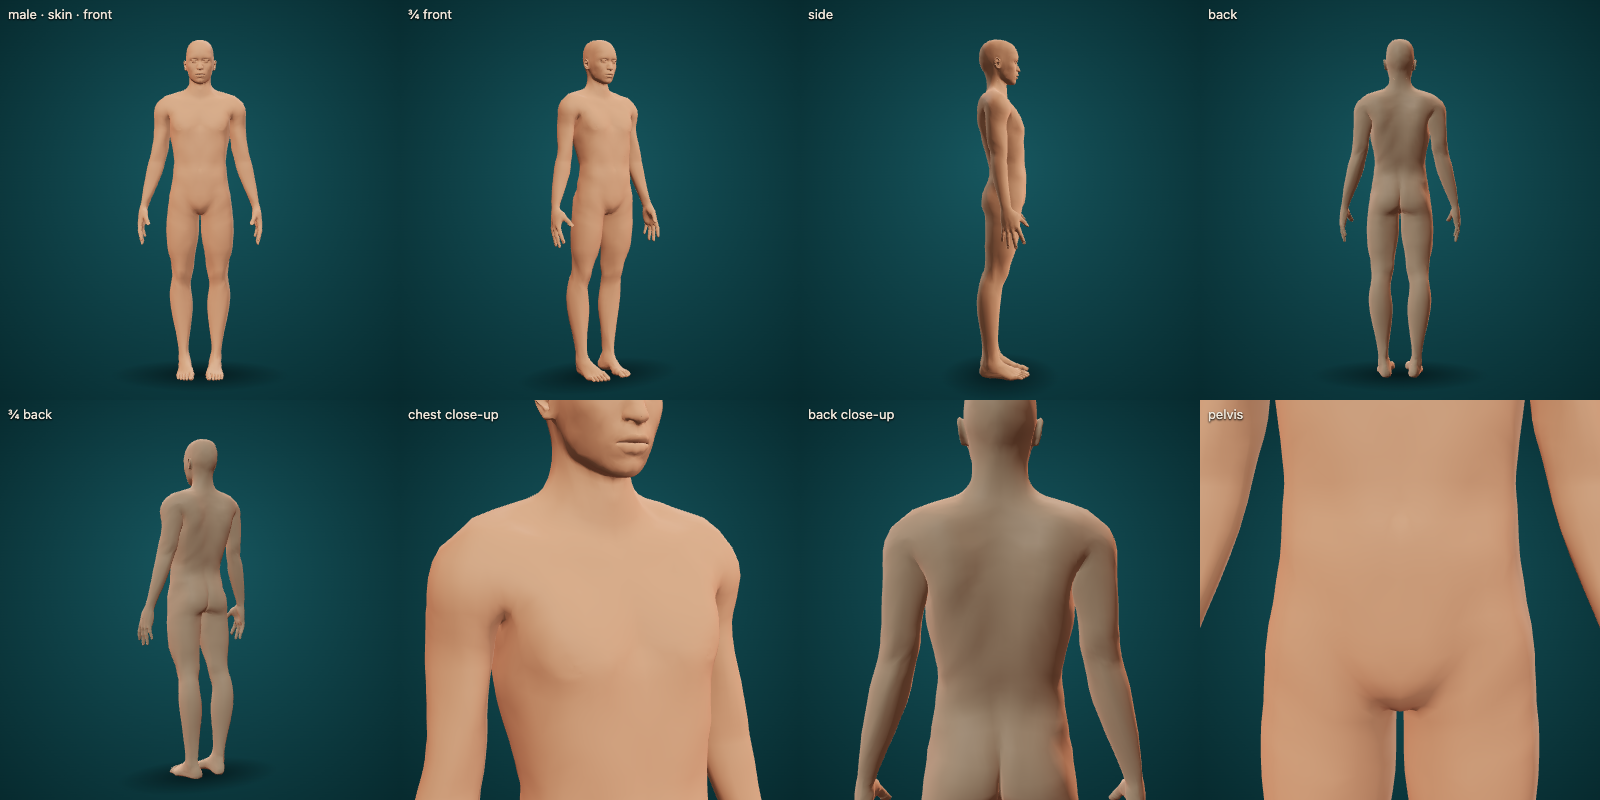 male · skin · front
¾ front
side
back
¾ back
chest close-up
back close-up
pelvis